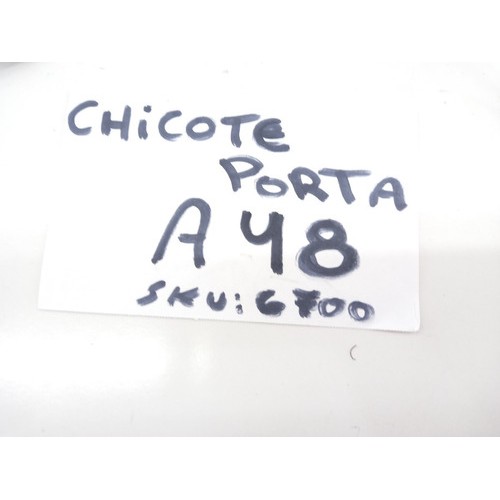 CHiCOTE
PORTA
A48
SKU: 6700